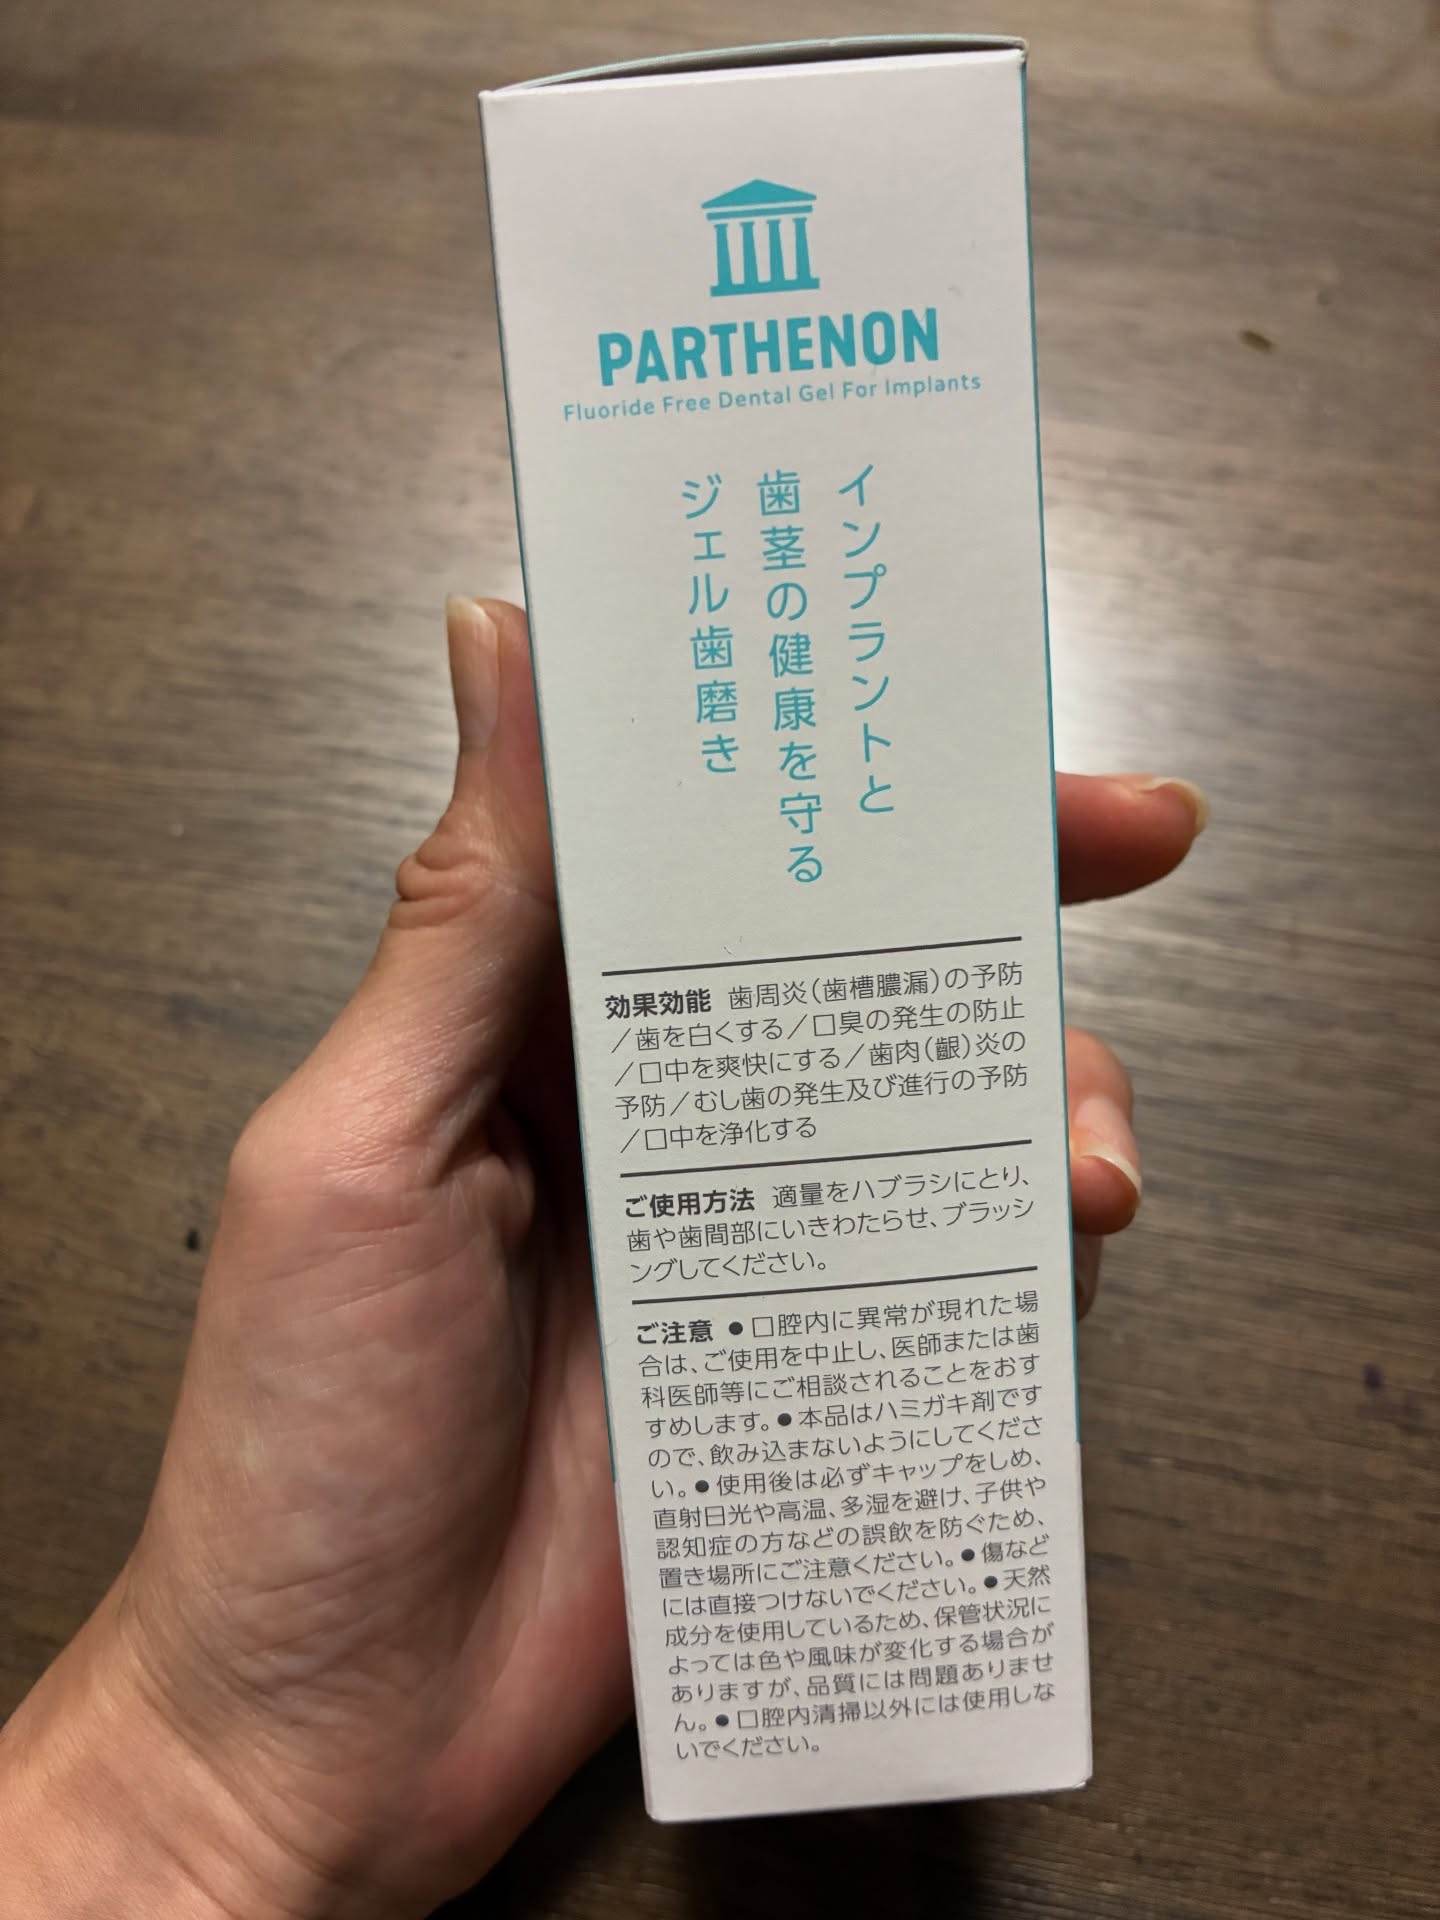 PARTHENON
Fluoride Free Dental Gel For Implants
インプラントと
歯茎の健康を守る
ジェル歯磨き
効果効能 歯周炎(歯槽膿漏)の予防
/歯を白くする/口臭の発生の防止
/口中を爽快にする/歯肉(齦)炎の
予防/むし歯の発生及び進行の予防
/口中を浄化する
ご使用方法 適量をハブラシにとり、
歯や歯間部にいきわたらせ、ブラッシ
ングしてください。
ご注意 ●口腔内に異常が現れた場
合は、ご使用を中止し、医師または歯
科医師等にご相談されることをおす
すめします。●本品はハミガキ剤です
ので、飲み込まないようにしてくださ
い。●使用後は必ずキャップをしめ、
直射日光や高温、多湿を避け、子供や
認知症の方などの誤飲を防ぐため、
置き場所にご注意ください。●傷など
には直接つけないでください。●天然
成分を使用しているため、保管状況に
よっては色や風味が変化する場合が
ありますが、品質には問題ありませ
ん。●口腔内清掃以外には使用しな
いでください。